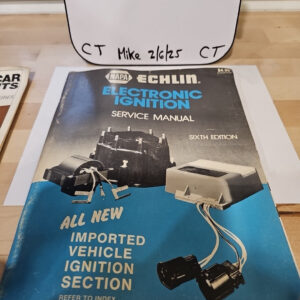 CT Mike 2/6/25 CT
NAPA ECHLIN
ELECTRONIC
IGNITION
SERVICE MANUAL
SIXTH EDITION
CAR
ALL NEW
IMPORTED
VEHICLE
IGNITION
SECTION
REFER TO INDEX